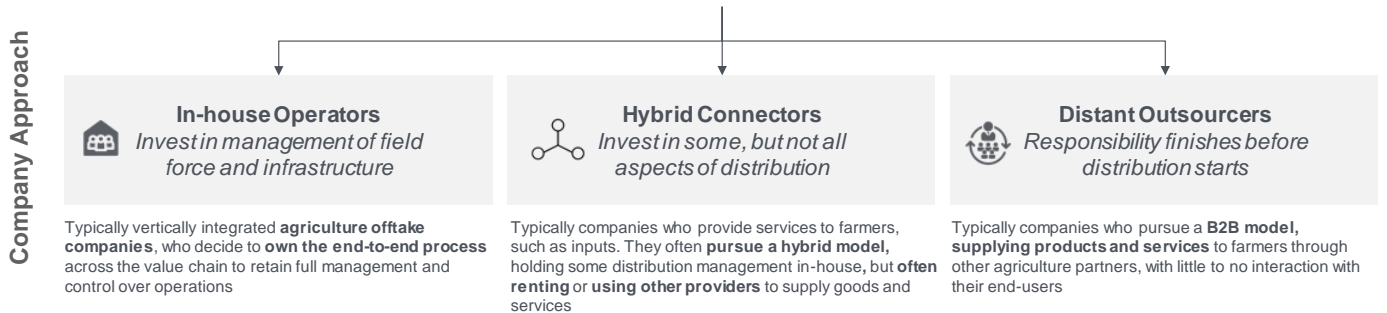 Company Approach
In-house Operators
Invest in management of field
force and infrastructure
Typically vertically integrated agriculture offtake
companies, who decide to own the end-to-end process
across the value chain to retain full management and
control over operations
Hybrid Connectors
Invest in some, but not all
aspects of distribution
Typically companies who provide services to farmers,
such as inputs. They often pursue a hybrid model,
holding some distribution management in-house, but often
renting or using other providers to supply goods and
services
Distant Outsourcers
Responsibility finishes before
distribution starts
Typically companies who pursue a B2B model,
supplying products and services to farmers through
other agriculture partners, with little to no interaction with
their end-users